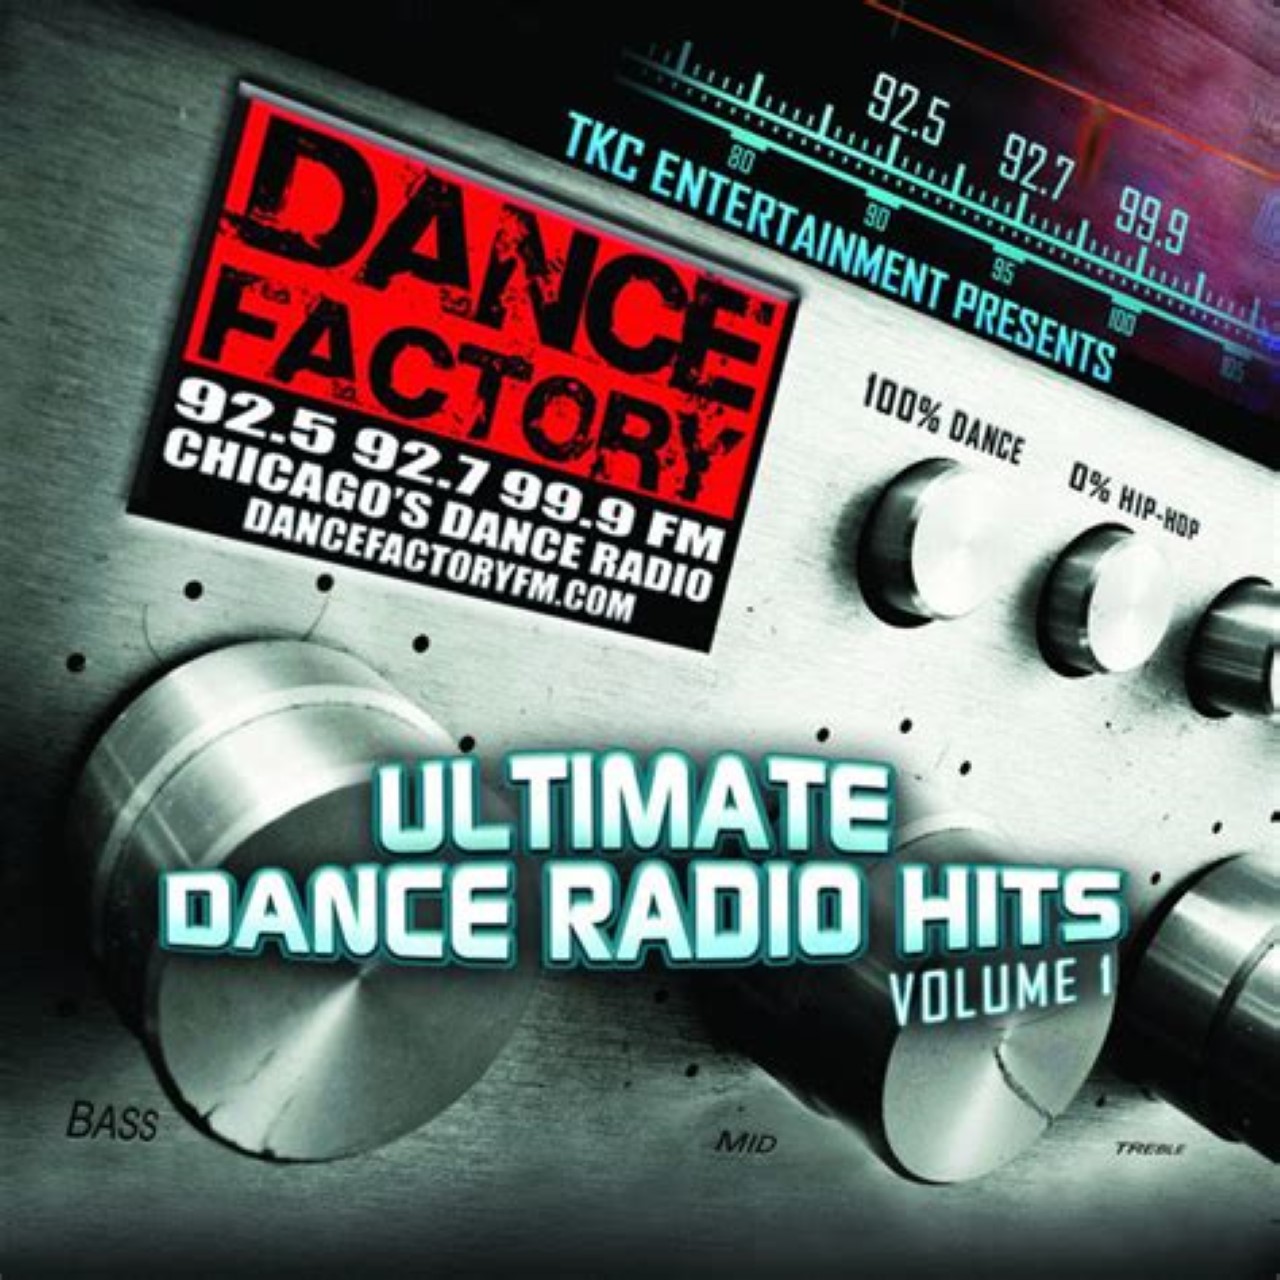 92.5
92.7
99.9
80
90
95
100
105
TKC ENTERTAINMENT PRESENTS
DANCE
FACTORY
92.5 92.7 99.9 FM
CHICAGO'S DANCE RADIO
DANCEFACTORYFM.COM
100% DANCE
0% HIP-HOP
ULTIMATE
DANCE RADIO HITS
VOLUME 1
BASS
MID
TREBLE